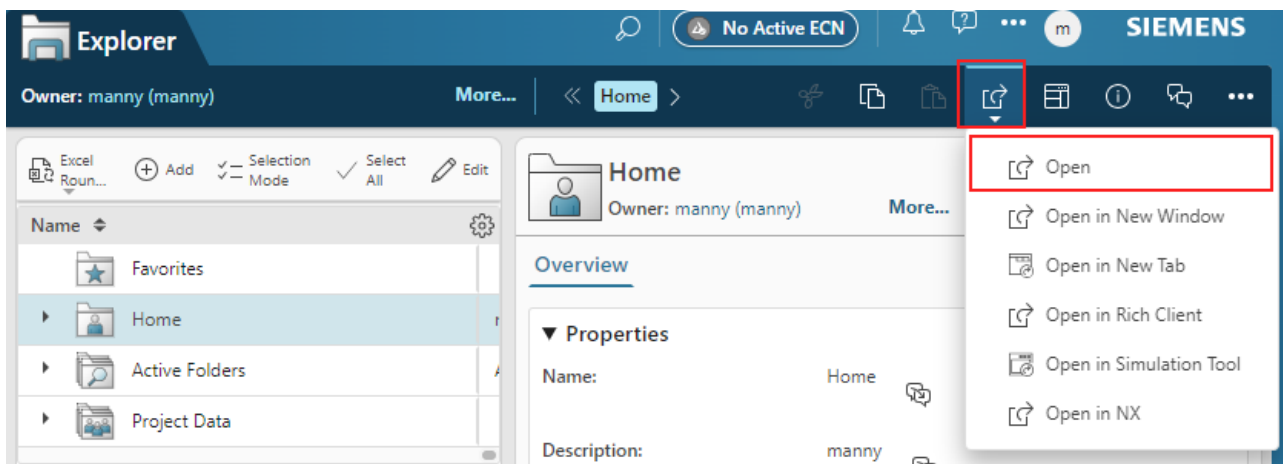 Explorer
No Active ECN
m
SIEMENS
Owner: manny (manny)
More...
Home
Excel
Roun...
Add
Selection
Mode
Select
All
Edit
Home
Owner: manny (manny)
More...
Open
Open in New Window
Open in New Tab
Open in Rich Client
Open in Simulation Tool
Open in NX
Name
Favorites
Home
Active Folders
Project Data
Overview
Properties
Name:
Home
Description:
manny